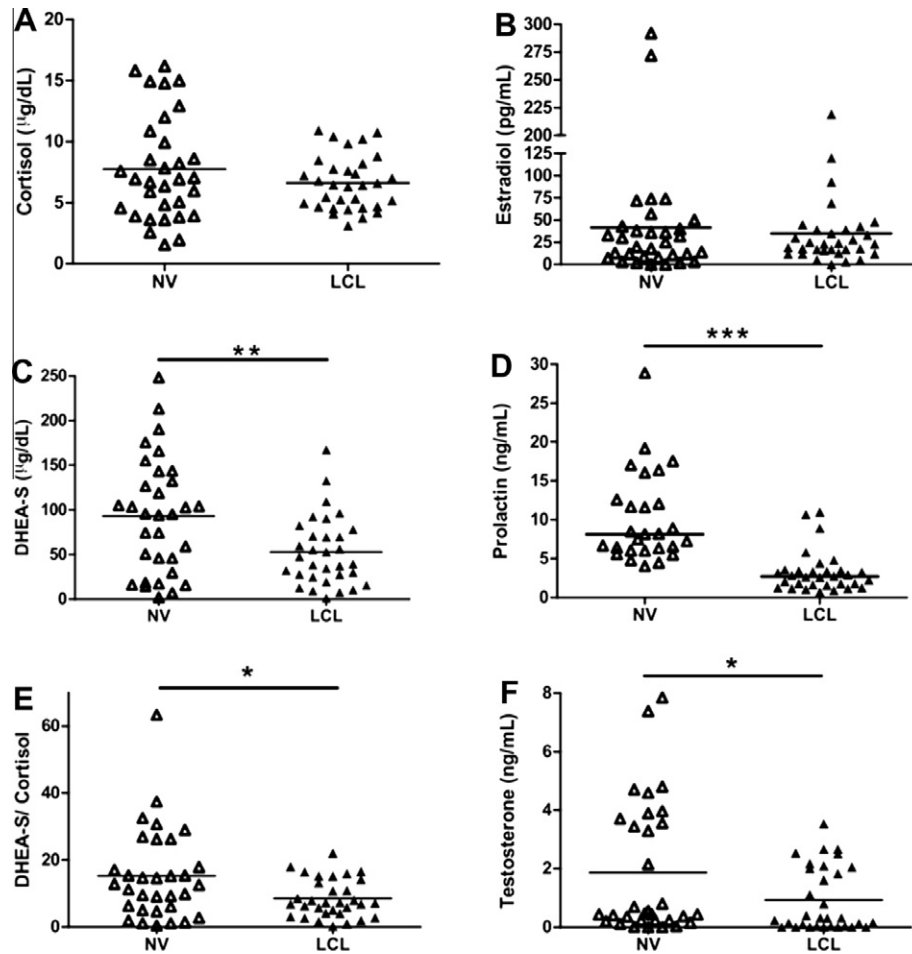 A
Cortisol (µg/dL)
20
15
10
5
0
NV
LCL
B
Estradiol (pg/mL)
300
275
250
225
200
125
100
75
50
25
0
NV
LCL
C
DHEA-S (µg/dL)
250
200
150
100
50
0
**
NV
LCL
D
Prolactin (ng/mL)
30
25
20
15
10
5
0
***
NV
LCL
E
DHEA-S/ Cortisol
60
40
20
0
*
NV
LCL
F
Testosterone (ng/mL)
8
6
4
2
0
*
NV
LCL